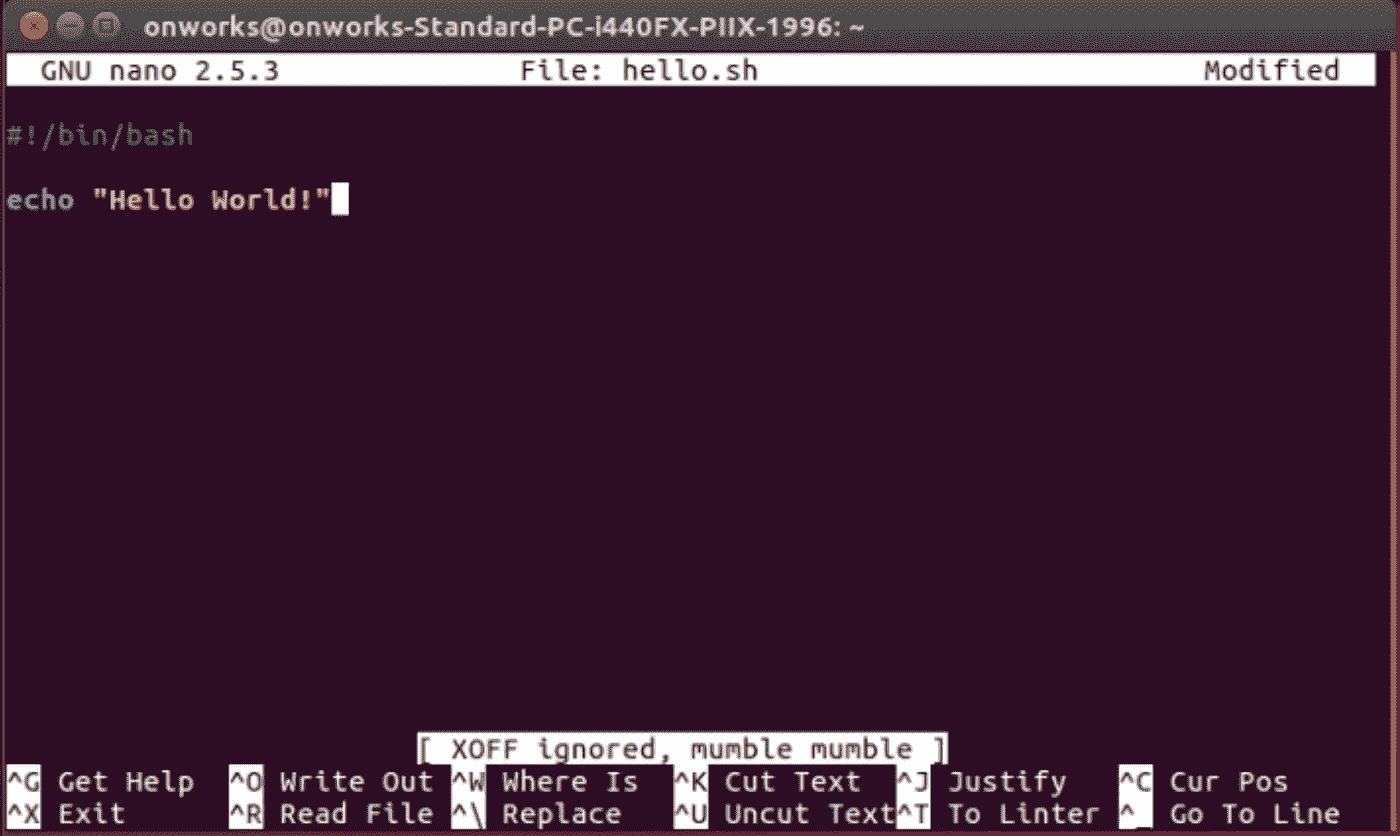 onworks@onworks-Standard-PC-i440FX-PIIX-1996: ~
GNU nano 2.5.3 File: hello.sh Modified
#!/bin/bash
echo "Hello World!"
[ XOFF ignored, mumble mumble ]
^G Get Help ^O Write Out ^W Where Is ^K Cut Text ^J Justify ^C Cur Pos
^X Exit ^R Read File ^\ Replace ^U Uncut Text ^T To Linter ^_ Go To Line